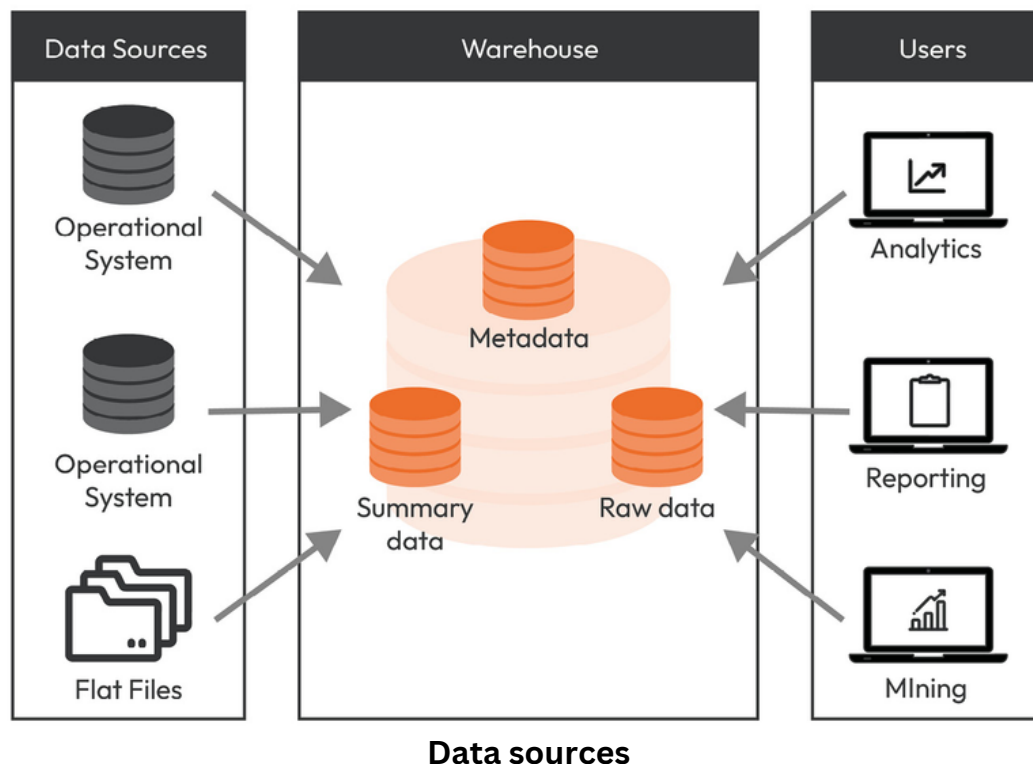 Data Sources
Warehouse
Users
Operational
System
Operational
System
Flat Files
Metadata
Summary
data
Raw data
Analytics
Reporting
MIning
Data sources